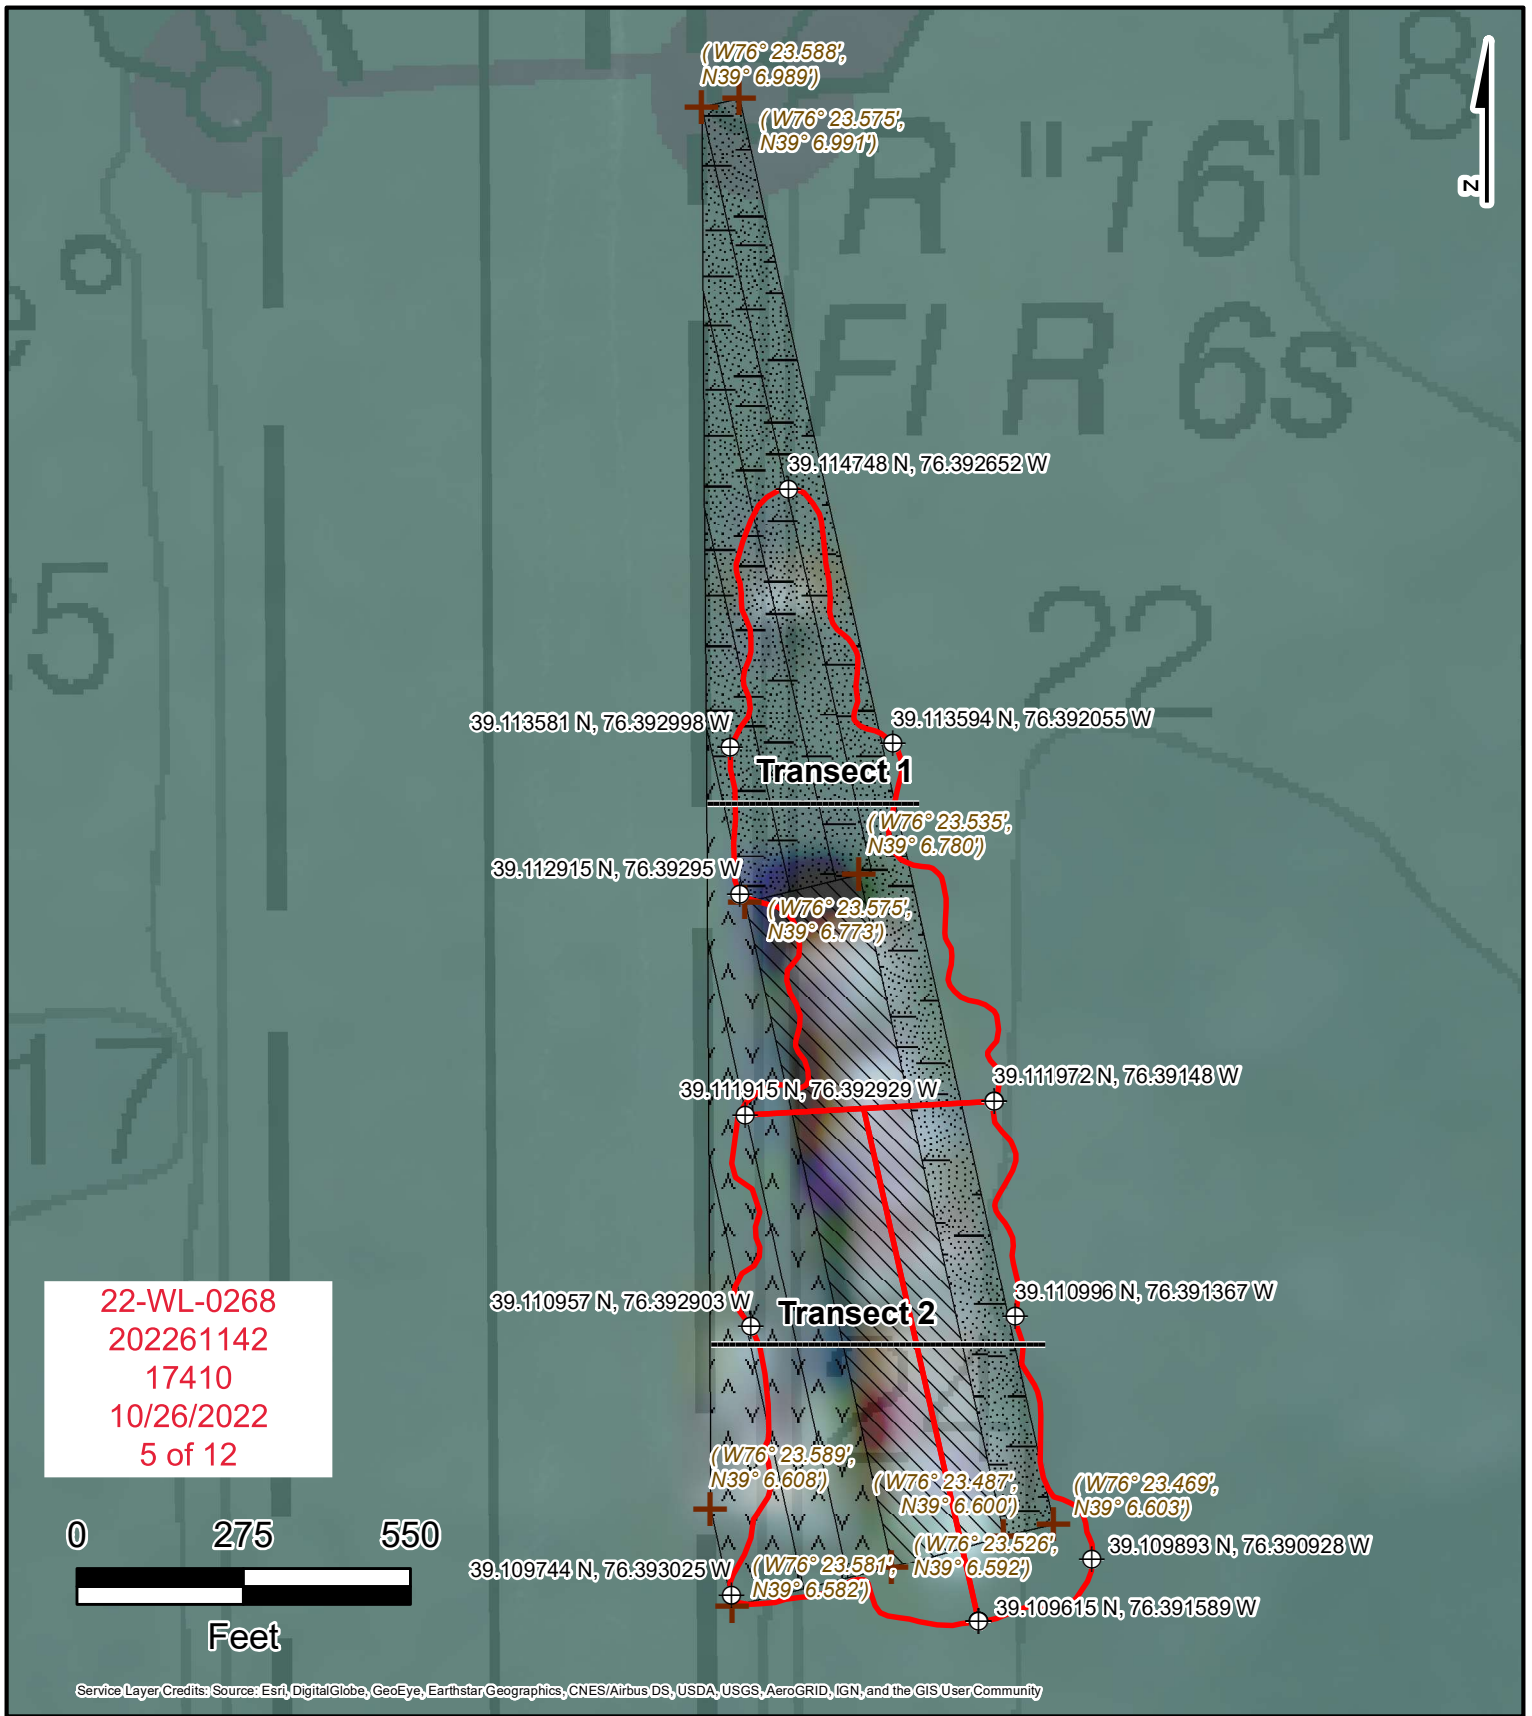 (W76° 23.588',
N39° 6.989')
(W76° 23.575',
N39° 6.991')
18
N
R "16"
Fl R 6s
39.114748 N, 76.392652 W
5
22
39.113581 N, 76.392998 W
39.113594 N, 76.392055 W
Transect 1
(W76° 23.535',
N39° 6.780')
39.112915 N, 76.39295 W
(W76° 23.575',
N39° 6.773')
17
39.111915 N, 76.392929 W
39.111972 N, 76.39148 W
39.110957 N, 76.392903 W
39.110996 N, 76.391367 W
Transect 2
22-WL-0268
202261142
17410
10/26/2022
5 of 12
(W76° 23.589',
N39° 6.608')
(W76° 23.487',
N39° 6.600')
(W76° 23.469',
N39° 6.603')
0 275 550
Feet
39.109744 N, 76.393025 W
(W76° 23.581',
N39° 6.582')
(W76° 23.526',
N39° 6.592')
39.109893 N, 76.390928 W
39.109615 N, 76.391589 W
Service Layer Credits: Source: Esri, DigitalGlobe, GeoEye, Earthstar Geographics, CNES/Airbus DS, USDA, USGS, AeroGRID, IGN, and the GIS User Community